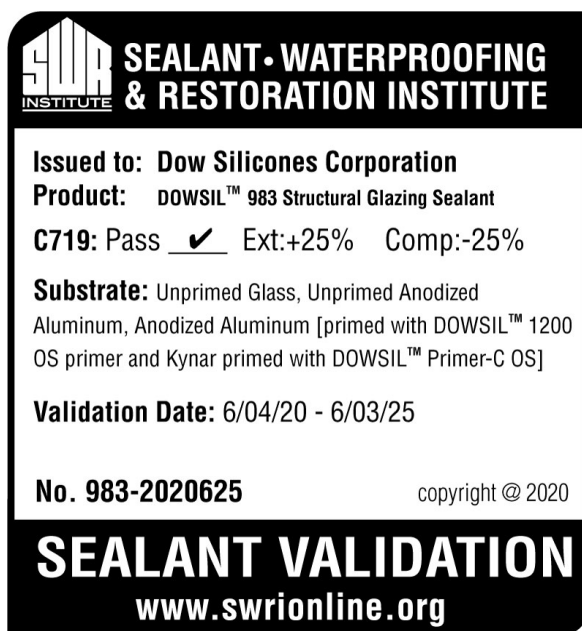 SWR
INSTITUTE
SEALANT • WATERPROOFING
& RESTORATION INSTITUTE
Issued to: Dow Silicones Corporation
Product: DOWSIL™ 983 Structural Glazing Sealant
C719: Pass ✔ Ext:+25% Comp:-25%
Substrate: Unprimed Glass, Unprimed Anodized
Aluminum, Anodized Aluminum [primed with DOWSIL™ 1200
OS primer and Kynar primed with DOWSIL™ Primer-C OS]
Validation Date: 6/04/20 - 6/03/25
No. 983-2020625 copyright @ 2020
SEALANT VALIDATION
www.swrionline.org